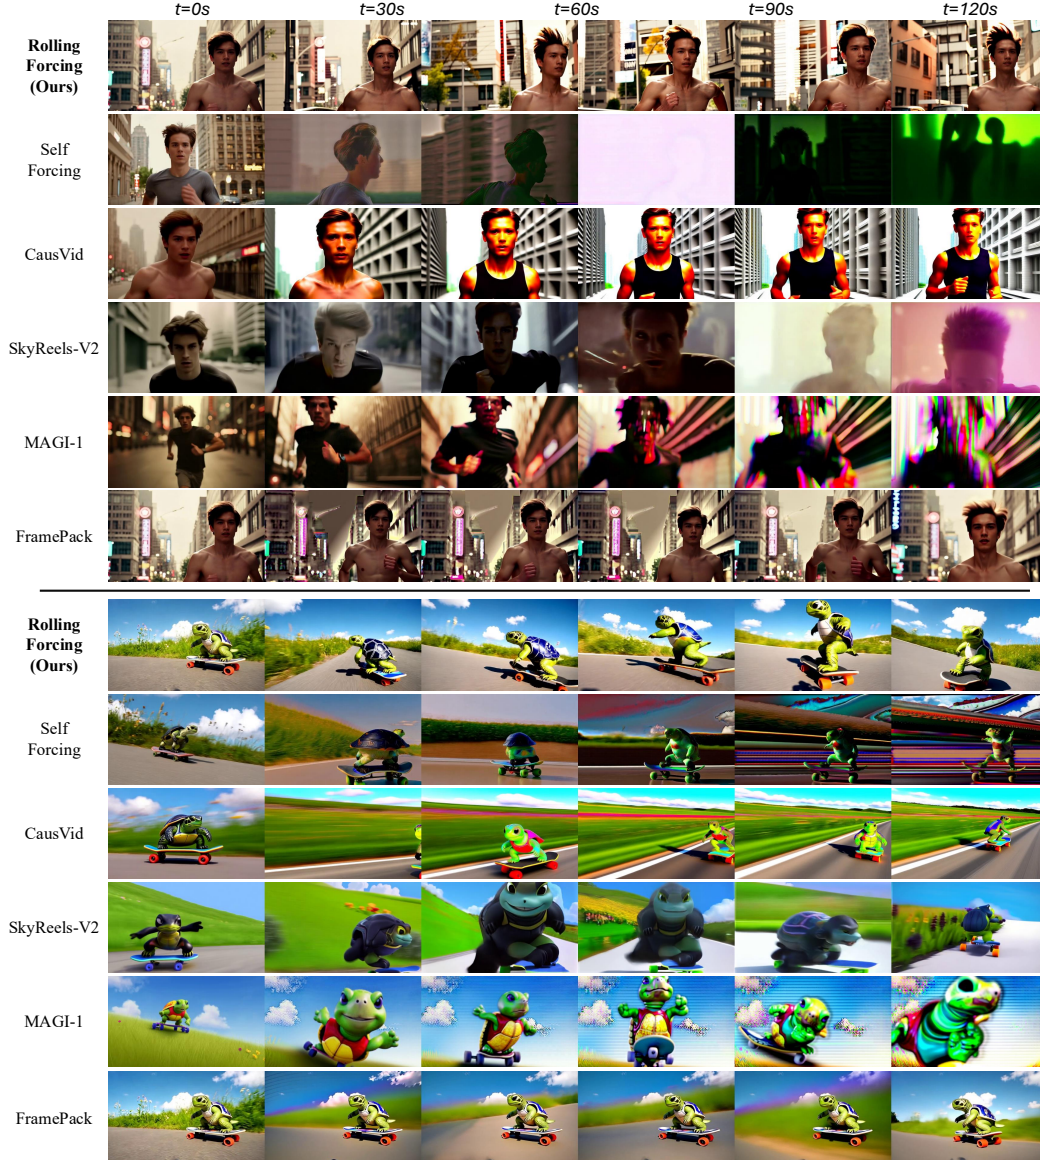 t=0s t=30s t=60s t=90s t=120s
Rolling
Forcing
(Ours)
Self
Forcing
CausVid
SkyReels-V2
MAGI-1
FramePack
Rolling
Forcing
(Ours)
Self
Forcing
CausVid
SkyReels-V2
MAGI-1
FramePack